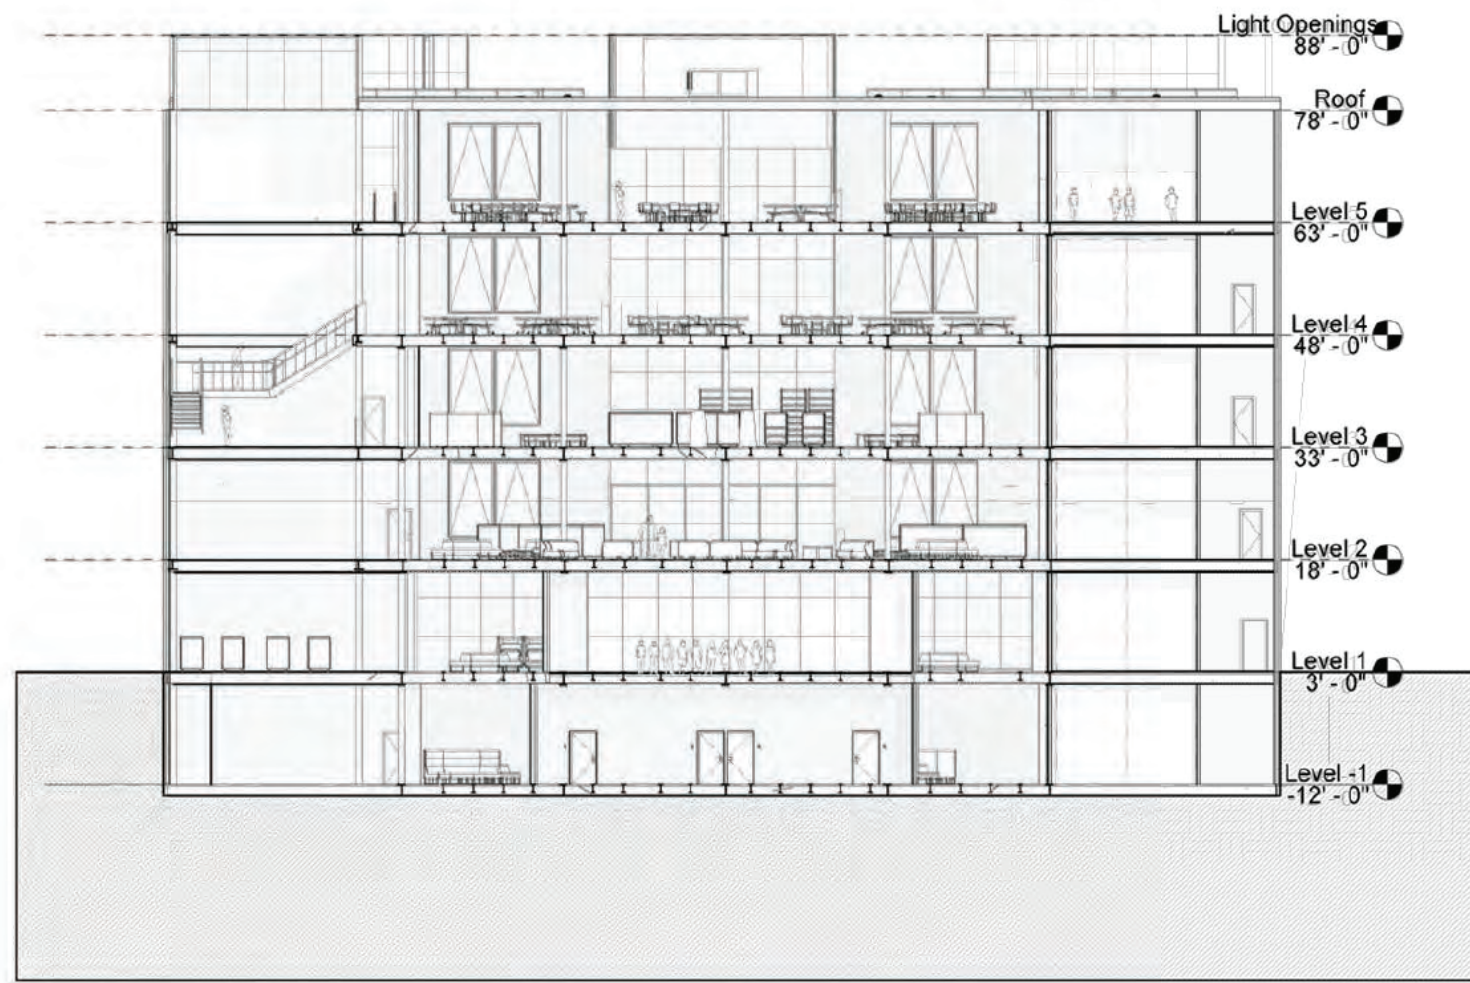 Light Openings
88' - 0"
Roof
78' - 0"
Level 5
63' - 0"
Level 4
48' - 0"
Level 3
33' - 0"
Level 2
18' - 0"
Level 1
3' - 0"
Level -1
-12' - 0"